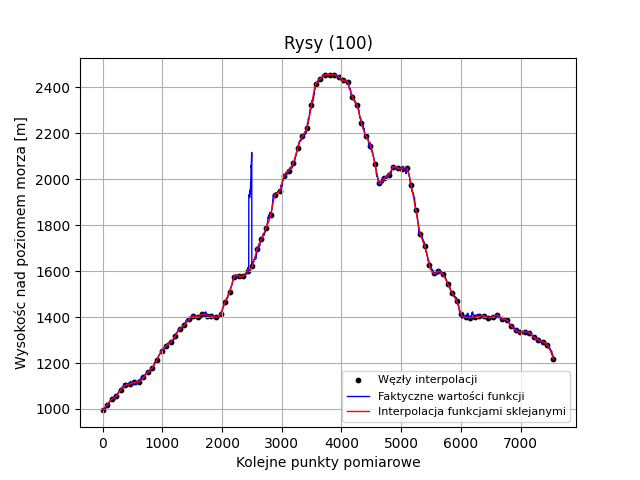 Rysy (100)
Wysokośc nad poziomem morza [m]
2400
2200
2000
1800
1600
1400
1200
1000
0
1000
2000
3000
4000
5000
6000
7000
Kolejne punkty pomiarowe
Węzły interpolacji
Faktyczne wartości funkcji
Interpolacja funkcjami sklejanymi